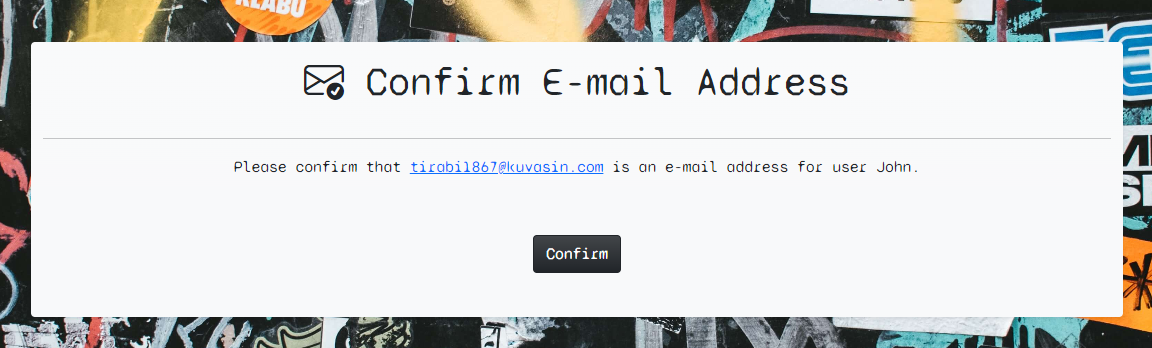 KLABU
Confirm E-mail Address
Please confirm that tirabil867@kuvasin.com is an e-mail address for user John.
Confirm